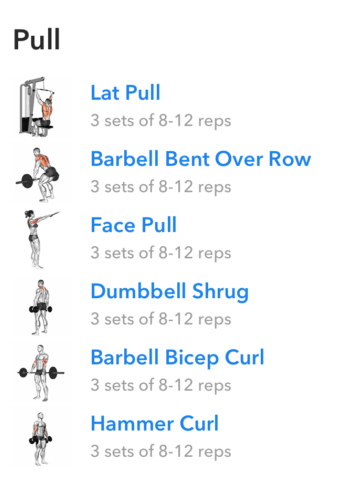 Pull
Lat Pull
3 sets of 8-12 reps
Barbell Bent Over Row
3 sets of 8-12 reps
Face Pull
3 sets of 8-12 reps
Dumbbell Shrug
3 sets of 8-12 reps
Barbell Bicep Curl
3 sets of 8-12 reps
Hammer Curl
3 sets of 8-12 reps